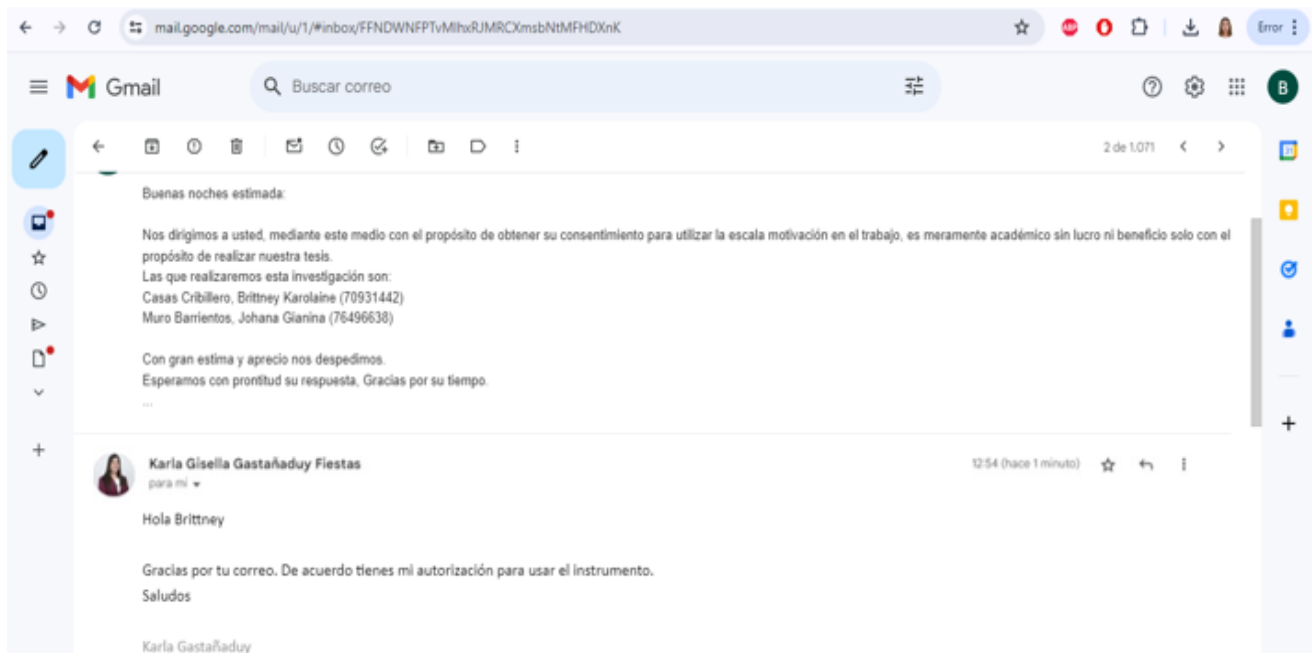 mail.google.com/mail/u/1/#inbox/FFNDWNFPTvMlhxRJMRCXmsbNtMFHDXnK
Error
Gmail
Buscar correo
B
2 de 1.071
Buenas noches estimada:
Nos dirigimos a usted, mediante este medio con el propósito de obtener su consentimiento para utilizar la escala motivación en el trabajo, es meramente académico sin lucro ni beneficio solo con el
propósito de realizar nuestra tesis.
Las que realizaremos esta investigación son:
Casas Cribillero, Brittney Karolaine (70931442)
Muro Barrientos, Johana Gianina (76496638)
Con gran estima y aprecio nos despedimos.
Esperamos con prontitud su respuesta, Gracias por su tiempo.
...
Karla Gisella Gastañaduy Fiestas
12:54 (hace 1 minuto)
para mí
Hola Brittney
Gracias por tu correo. De acuerdo tienes mi autorización para usar el instrumento.
Saludos
Karla Gastañaduy